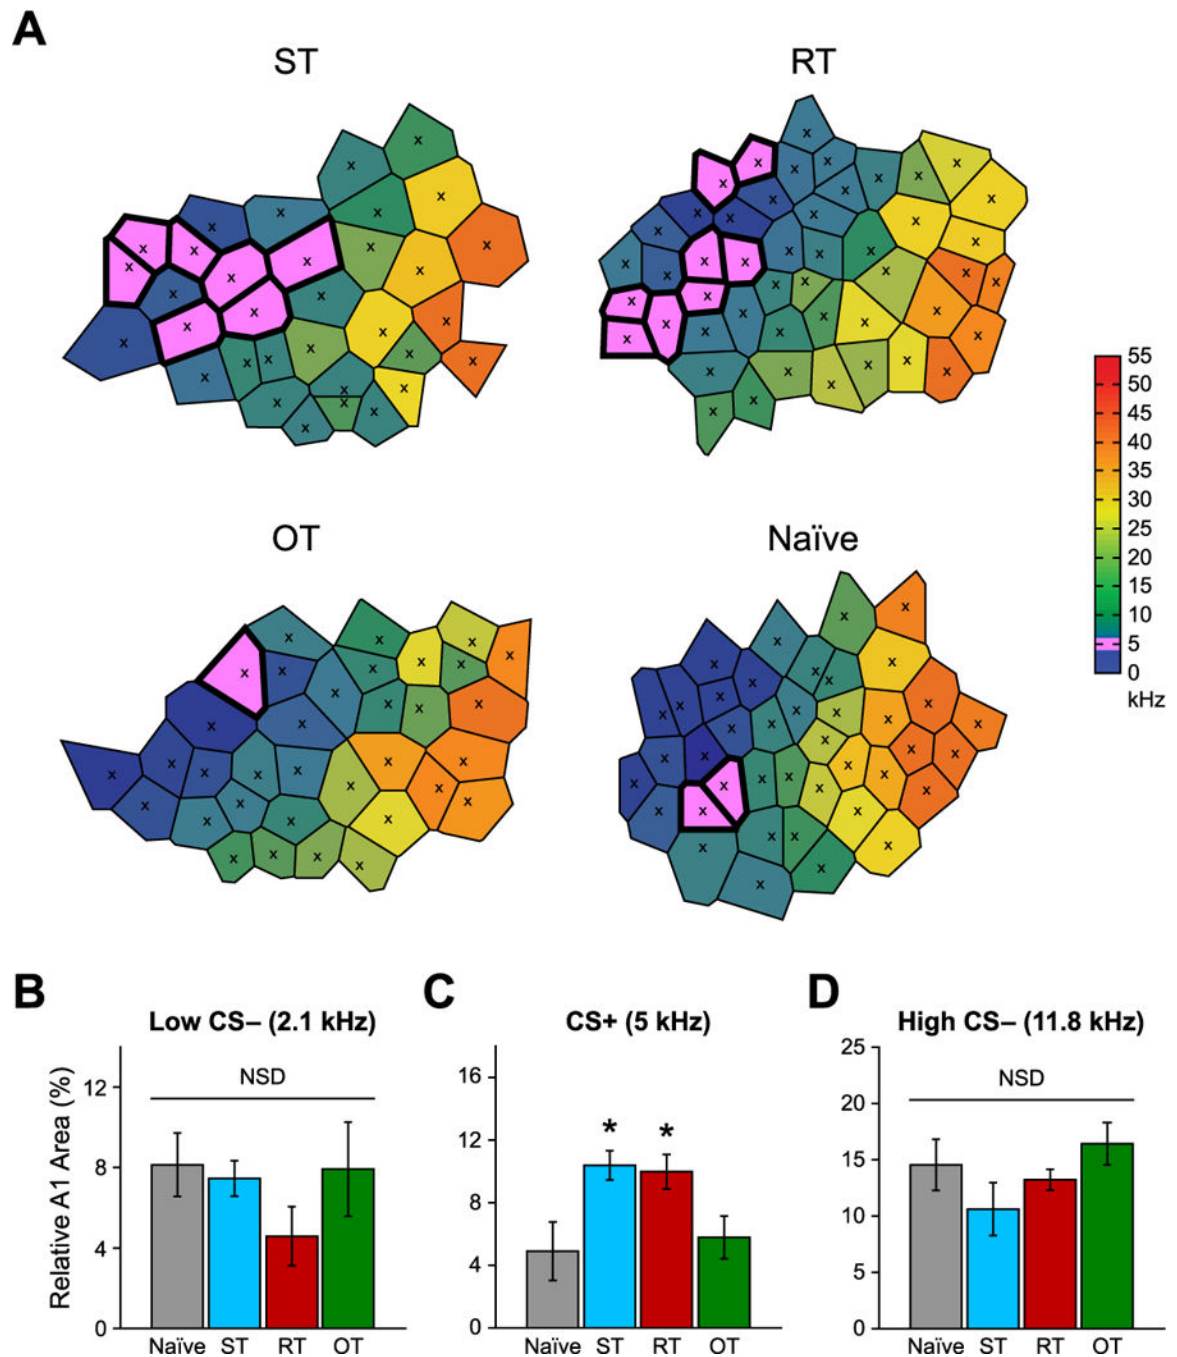 A
ST
RT
55
50
45
40
35
30
25
20
15
10
5
0
kHz
OT
Naïve
B
C
D
Low CS– (2.1 kHz)
CS+ (5 kHz)
High CS– (11.8 kHz)
Relative A1 Area (%)
12
8
4
0
NSD
Naïve ST RT OT
16
12
8
4
0
* *
Naïve ST RT OT
25
20
15
10
5
0
NSD
Naïve ST RT OT